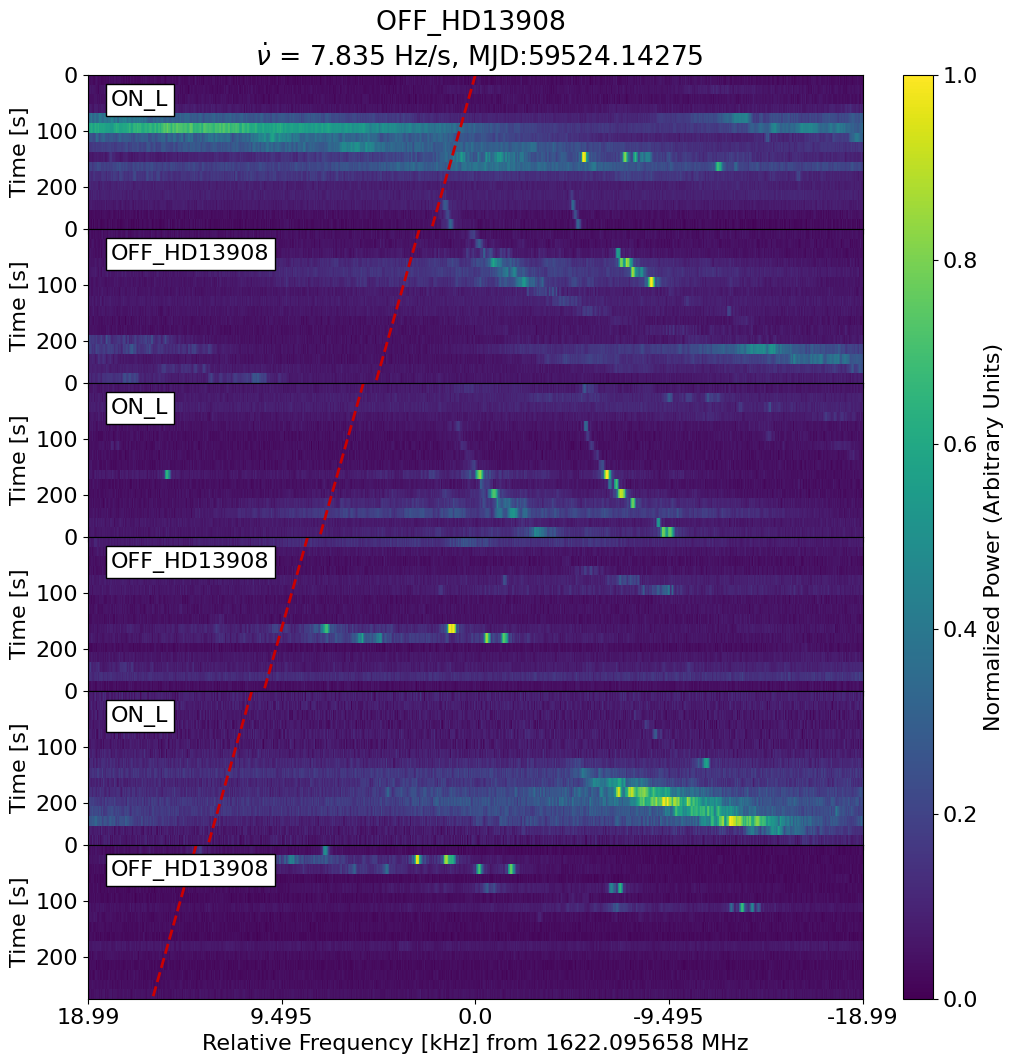 OFF_HD13908
ν̇ = 7.835 Hz/s, MJD:59524.14275
ON_L
OFF_HD13908
ON_L
OFF_HD13908
ON_L
OFF_HD13908
Time [s]
0
100
200
Time [s]
0
100
200
Time [s]
0
100
200
Time [s]
0
100
200
Time [s]
0
100
200
Time [s]
0
100
200
18.99 9.495 0.0 -9.495 -18.99
Relative Frequency [kHz] from 1622.095658 MHz
1.0
0.8
0.6
0.4
0.2
0.0
Normalized Power (Arbitrary Units)